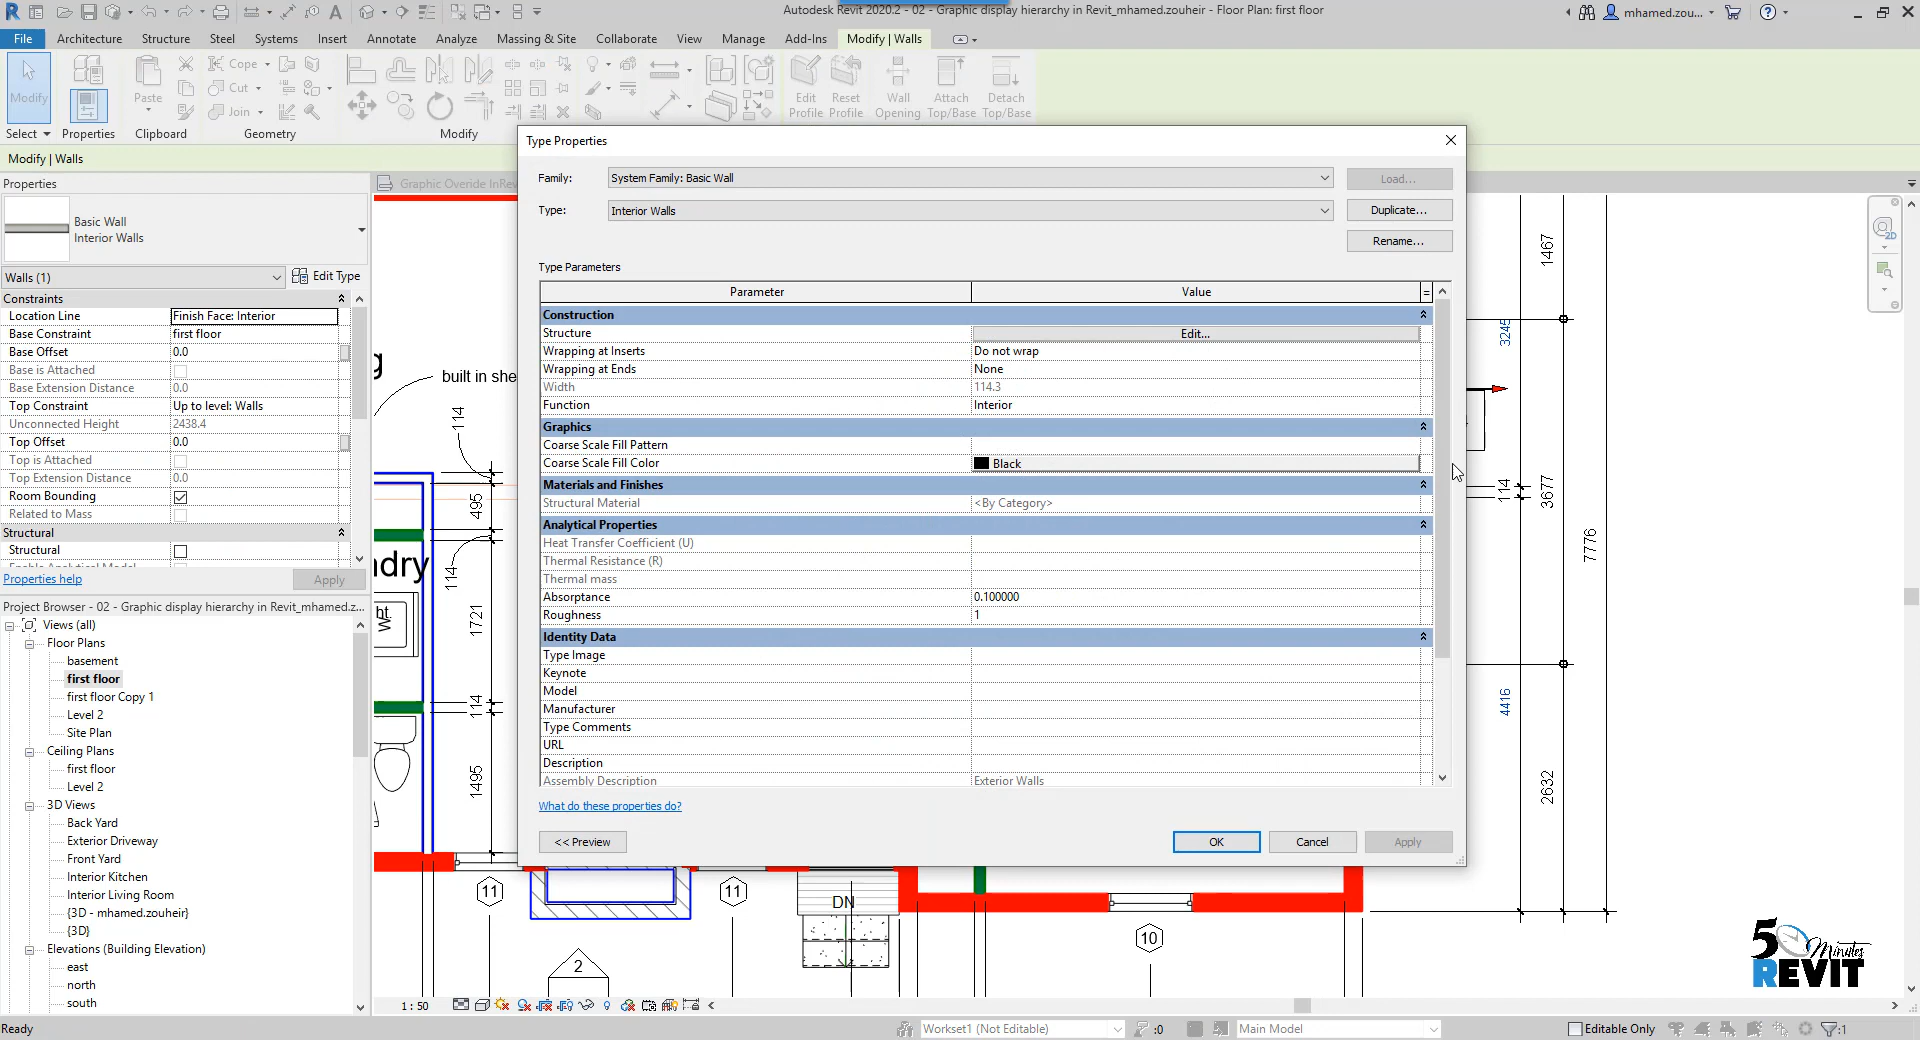 Autodesk Revit 2020.2 - 02 - Graphic display hierarchy in Revit_mhamed.zouheir - Floor Plan: first floor
mhamed.zou...
File Architecture Structure Steel Systems Insert Annotate Analyze Massing & Site Collaborate View Manage Add-Ins Modify | Walls
Modify
Paste
Cope
Cut
Join
Edit Profile
Reset Profile
Wall Opening
Attach Top/Base
Detach Top/Base
Select Properties Clipboard Geometry Modify
Modify | Walls
Properties
Basic Wall
Interior Walls
Walls (1)
Edit Type
Constraints
Location Line Finish Face: Interior
Base Constraint first floor
Base Offset 0.0
Base is Attached
Base Extension Distance 0.0
Top Constraint Up to level: Walls
Unconnected Height 2438.4
Top Offset 0.0
Top is Attached
Top Extension Distance 0.0
Room Bounding
Related to Mass
Structural
Structural
Properties help
Apply
Project Browser - 02 - Graphic display hierarchy in Revit_mhamed.z...
Views (all)
Floor Plans
basement
first floor
first floor Copy 1
Level 2
Site Plan
Ceiling Plans
first floor
Level 2
3D Views
Back Yard
Exterior Driveway
Front Yard
Interior Kitchen
Interior Living Room
{3D - mhamed.zouheir}
{3D}
Elevations (Building Elevation)
east
north
south
Graphic Overide InRev
Type Properties
Family: System Family: Basic Wall Load...
Type: Interior Walls Duplicate...
Rename...
Type Parameters
Parameter Value =
Construction
Structure Edit...
Wrapping at Inserts Do not wrap
Wrapping at Ends None
Width 114.3
Function Interior
Graphics
Coarse Scale Fill Pattern
Coarse Scale Fill Color Black
Materials and Finishes
Structural Material <By Category>
Analytical Properties
Heat Transfer Coefficient (U)
Thermal Resistance (R)
Thermal mass
Absorptance 0.100000
Roughness 1
Identity Data
Type Image
Keynote
Model
Manufacturer
Type Comments
URL
Description
Assembly Description Exterior Walls
What do these properties do?
<< Preview OK Cancel Apply
g
built in she
114
495
ndry
114
ht.
W
1721
114
1495
1467
3245
114
3677
7776
4416
2632
2D
11
11
DN
10
2
5 Minutes
REVIT
1 : 50
Ready
Workset1 (Not Editable)
:0
Main Model
Editable Only
:1